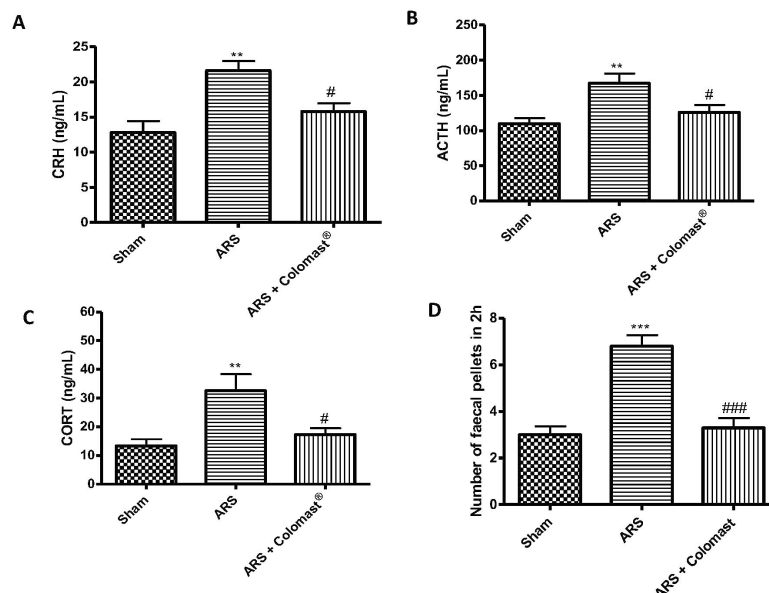 A
CRH (ng/mL)
25
20
15
10
5
0
**
#
Sham
ARS
ARS + Colomast®
B
ACTH (ng/mL)
250
200
150
100
50
0
**
#
Sham
ARS
ARS + Colomast®
C
CORT (ng/mL)
60
50
40
30
20
10
0
**
#
Sham
ARS
ARS + Colomast®
D
Number of faecal pellets in 2h
8
6
4
2
0
***
###
Sham
ARS
ARS + Colomast